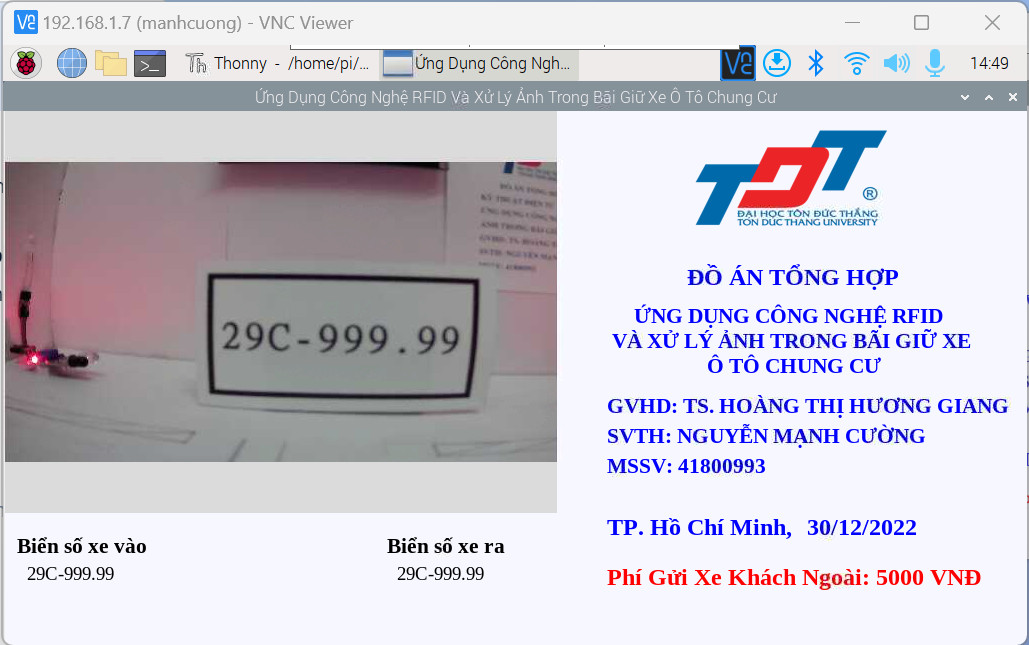 192.168.1.7 (manhcuong) - VNC Viewer
Thonny - /home/pi/...
Ứng Dụng Công Ngh...
14:49
Ứng Dụng Công Nghệ RFID Và Xử Lý Ảnh Trong Bãi Giữ Xe Ô Tô Chung Cư
29C-999.99
TDT ®
ĐẠI HỌC TÔN ĐỨC THẮNG
TON DUC THANG UNIVERSITY
ĐỒ ÁN TỔNG HỢP
ỨNG DỤNG CÔNG NGHỆ RFID
VÀ XỬ LÝ ẢNH TRONG BÃI GIỮ XE
Ô TÔ CHUNG CƯ
GVHD: TS. HOÀNG THỊ HƯƠNG GIANG
SVTH: NGUYỄN MẠNH CƯỜNG
MSSV: 41800993
TP. Hồ Chí Minh, 30/12/2022
Phí Gửi Xe Khách Ngoài: 5000 VNĐ
Biển số xe vào
29C-999.99
Biển số xe ra
29C-999.99